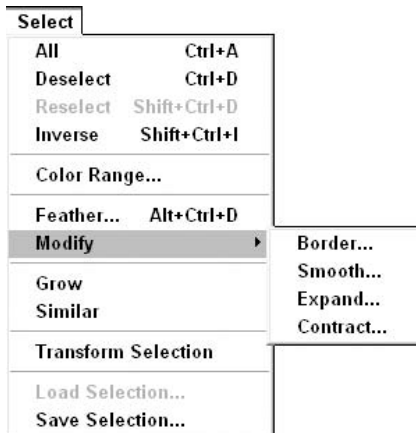 Select
All Ctrl+A
Deselect Ctrl+D
Reselect Shift+Ctrl+D
Inverse Shift+Ctrl+I
Color Range...
Feather... Alt+Ctrl+D
Modify
Border...
Smooth...
Expand...
Contract...
Grow
Similar
Transform Selection
Load Selection...
Save Selection...